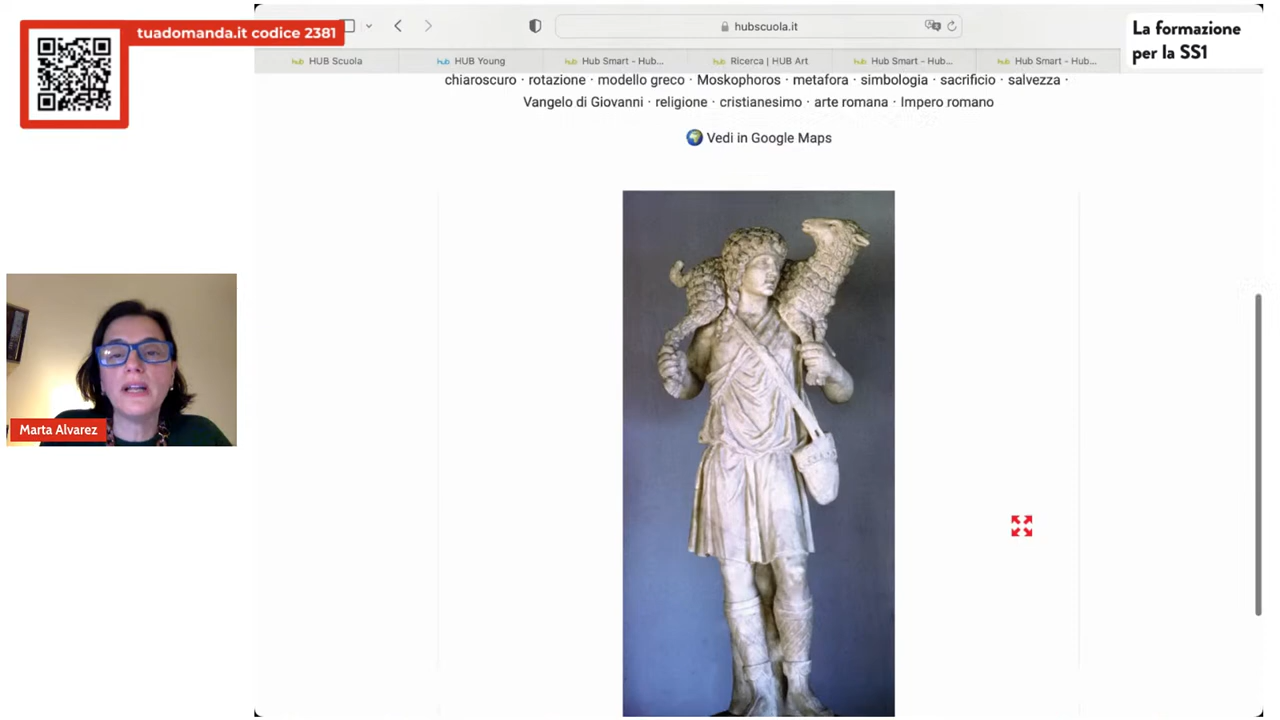 tuadomanda.it codice 2381
hubscuola.it
La formazione
per la SS1
HUB Scuola
HUB Young
Hub Smart - Hub...
Ricerca | HUB Art
Hub Smart - Hub...
Hub Smart - Hub...
chiaroscuro · rotazione · modello greco · Moskophoros · metafora · simbologia · sacrificio · salvezza ·
Vangelo di Giovanni · religione · cristianesimo · arte romana · Impero romano
Vedi in Google Maps
Marta Alvarez